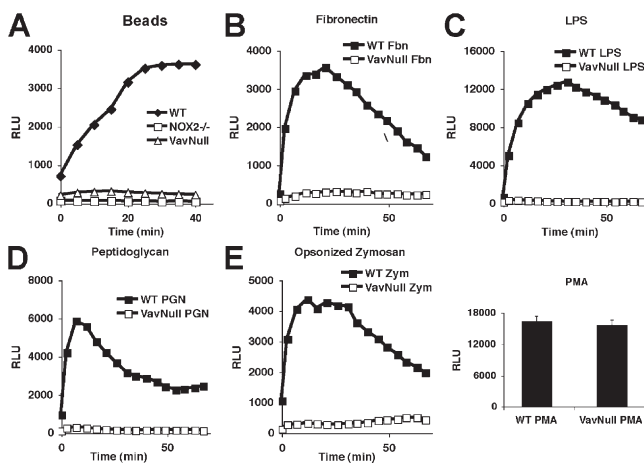 A
Beads
RLU
4000
3000
2000
1000
0
0
20
40
Time (min)
WT
NOX2-/-
VavNull
B
Fibronectin
RLU
4000
3000
2000
1000
0
0
50
Time (min)
WT Fbn
VavNull Fbn
C
LPS
RLU
16000
12000
8000
4000
0
0
50
Time (min)
WT LPS
VavNull LPS
D
Peptidoglycan
RLU
8000
6000
4000
2000
0
0
50
Time (min)
WT PGN
VavNull PGN
E
Opsonized Zymosan
RLU
5000
4000
3000
2000
1000
0
0
50
Time (min)
WT Zym
VavNull Zym
PMA
RLU
18000
13500
9000
4500
0
WT PMA
VavNull PMA